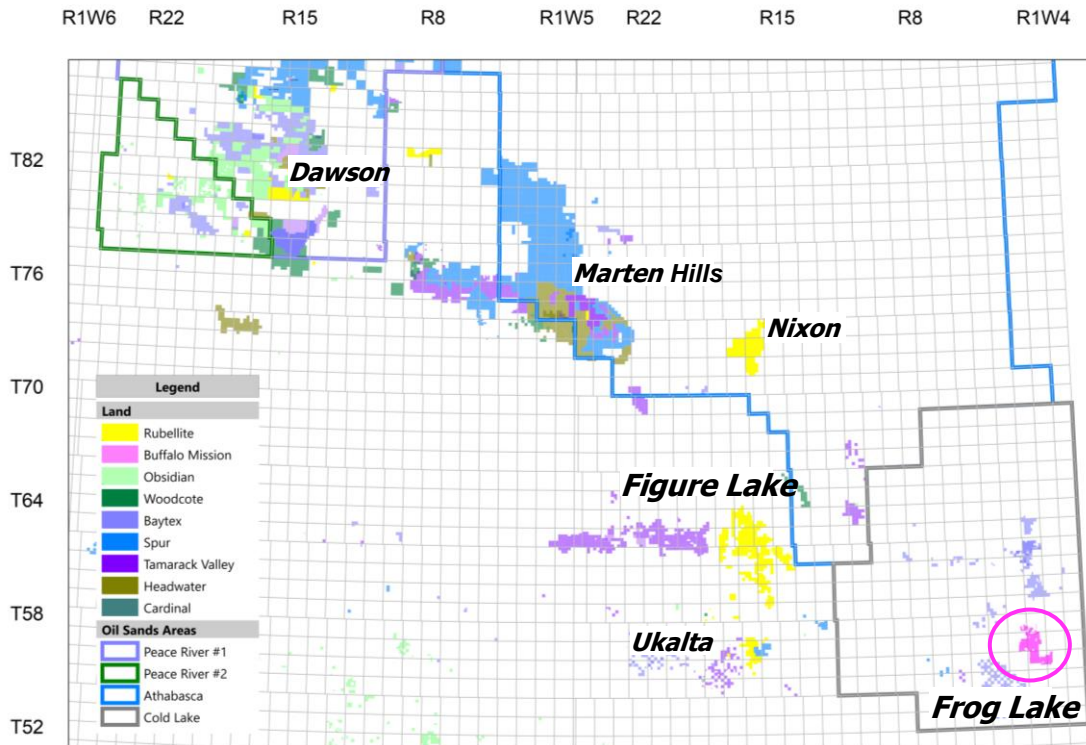 R1W6 R22 R15 R8 R1W5 R22 R15 R8 R1W4
T82
Dawson
T76
Marten Hills
Nixon
T70
Legend
Land
Rubellite
Buffalo Mission
Obsidian
Woodcote
Baytex
Spur
Tamarack Valley
Headwater
Cardinal
Oil Sands Areas
Peace River #1
Peace River #2
Athabasca
Cold Lake
T64
Figure Lake
T58
Ukalta
Frog Lake
T52